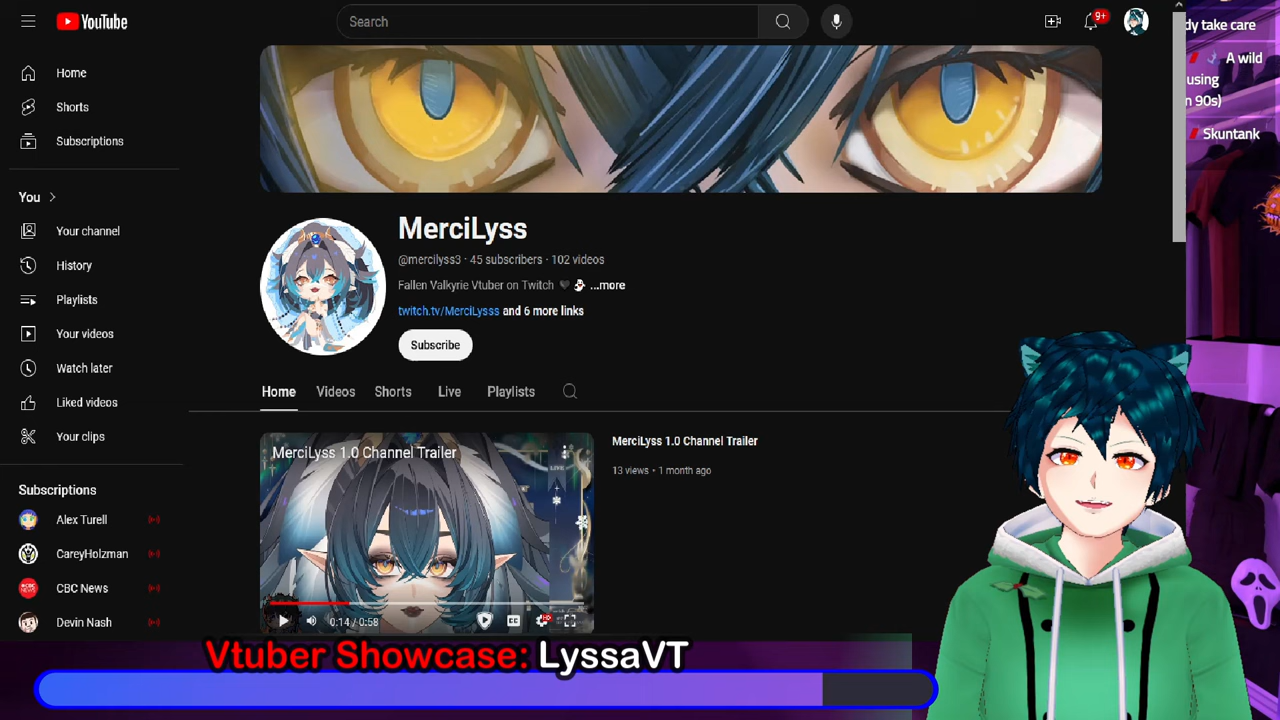 YouTube
Search
9+
Home
Shorts
Subscriptions
You
Your channel
History
Playlists
Your videos
Watch later
Liked videos
Your clips
Subscriptions
Alex Turell
CareyHolzman
CBC News
Devin Nash
MerciLyss
@mercilyss3 · 45 subscribers · 102 videos
Fallen Valkyrie Vtuber on Twitch ...more
twitch.tv/MerciLysss and 6 more links
Subscribe
Home Videos Shorts Live Playlists
MerciLyss 1.0 Channel Trailer
LIVE
0:14 / 0:58
CC
HD
MerciLyss 1.0 Channel Trailer
13 views · 1 month ago
dy take care
A wild
using
n 90s)
Skuntank
Vtuber Showcase: LyssaVT